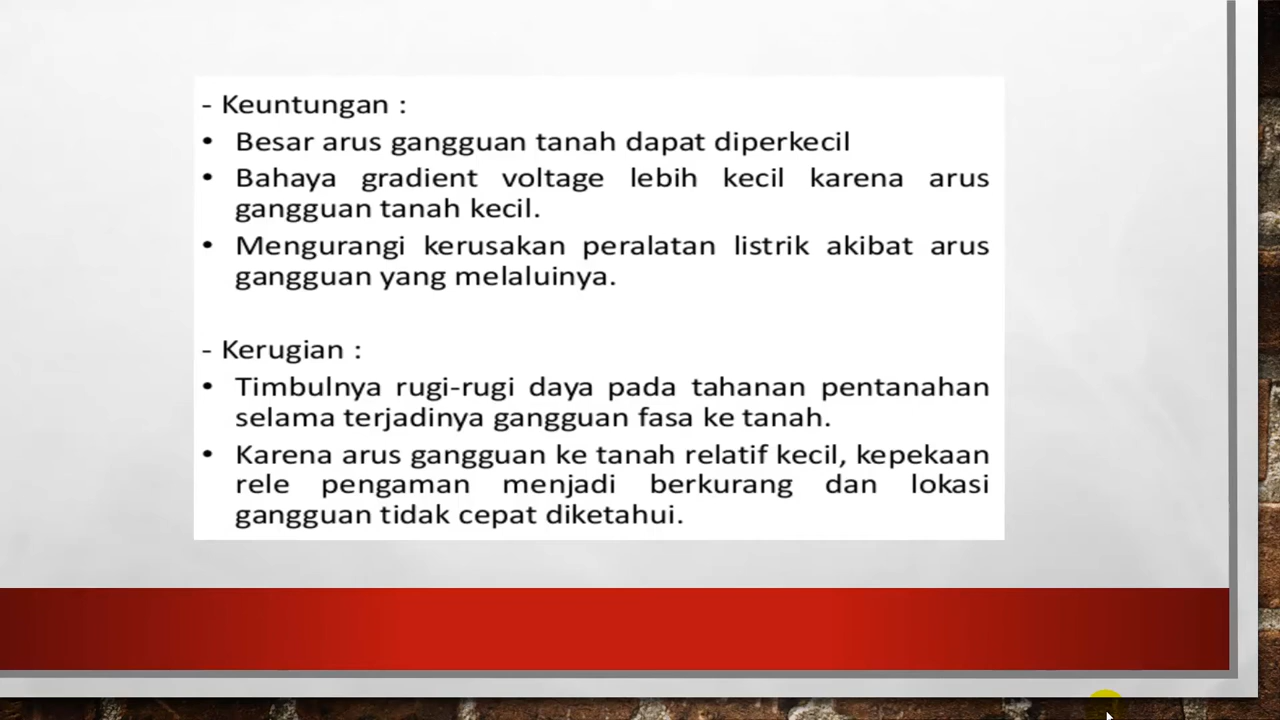 - Keuntungan :
• Besar arus gangguan tanah dapat diperkecil
• Bahaya gradient voltage lebih kecil karena arus
gangguan tanah kecil.
• Mengurangi kerusakan peralatan listrik akibat arus
gangguan yang melaluinya.
- Kerugian :
• Timbulnya rugi-rugi daya pada tahanan pentanahan
selama terjadinya gangguan fasa ke tanah.
• Karena arus gangguan ke tanah relatif kecil, kepekaan
rele pengaman menjadi berkurang dan lokasi
gangguan tidak cepat diketahui.